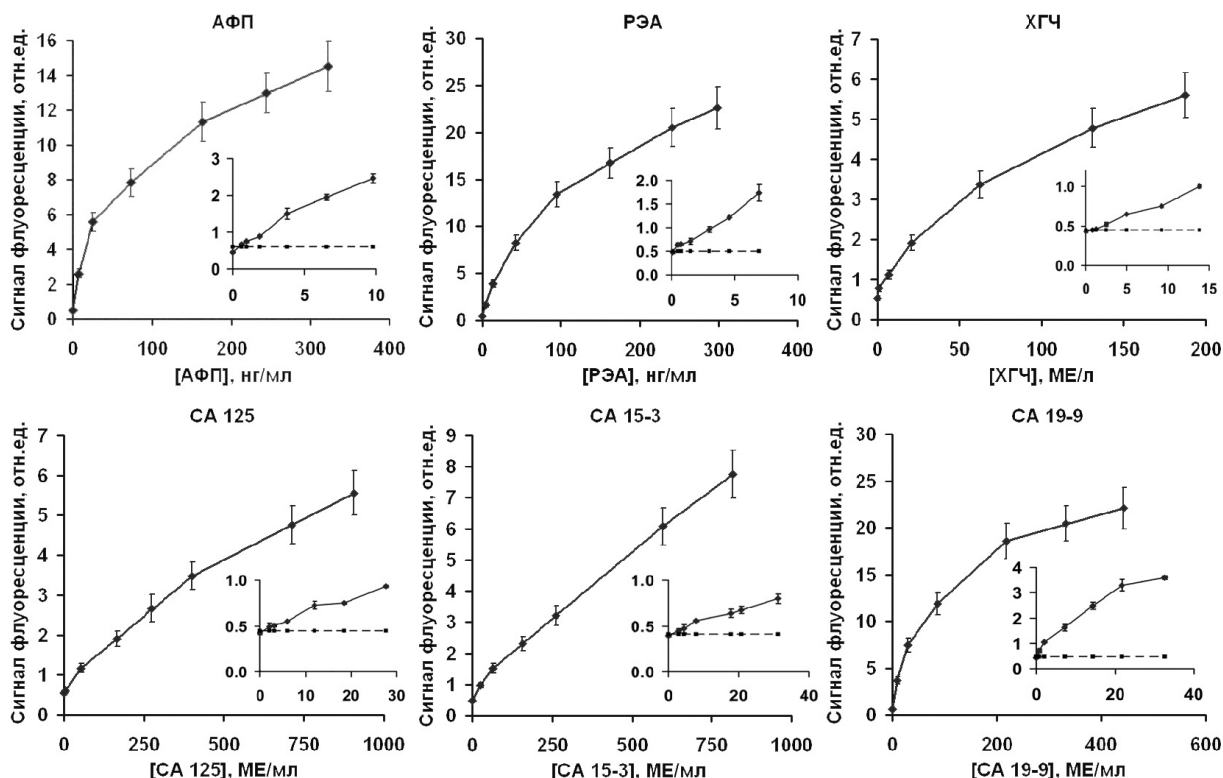 АФП
Сигнал флуоресценции, отн.ед.
16
14
12
10
8
6
4
2
0
3
2
1
0
0 5 10
0 100 200 300 400
[АФП], нг/мл
РЭА
Сигнал флуоресценции, отн.ед.
30
25
20
15
10
5
0
2.0
1.5
1.0
0.5
0.0
0 5 10
0 100 200 300 400
[РЭА], нг/мл
ХГЧ
Сигнал флуоресценции, отн.ед.
7
6
5
4
3
2
1
0
1.0
0.5
0.0
0 5 10 15
0 50 100 150 200
[ХГЧ], МЕ/л
СА 125
Сигнал флуоресценции, отн.ед.
7
6
5
4
3
2
1
0
1.0
0.5
0.0
0 10 20 30
0 250 500 750 1000
[СА 125], МЕ/мл
СА 15-3
Сигнал флуоресценции, отн.ед.
9
8
7
6
5
4
3
2
1
0
1.0
0.5
0.0
0 20 40
0 250 500 750 1000
[СА 15-3], МЕ/мл
СА 19-9
Сигнал флуоресценции, отн.ед.
30
25
20
15
10
5
0
4
3
2
1
0
0 20 40
0 200 400 600
[СА 19-9], МЕ/мл